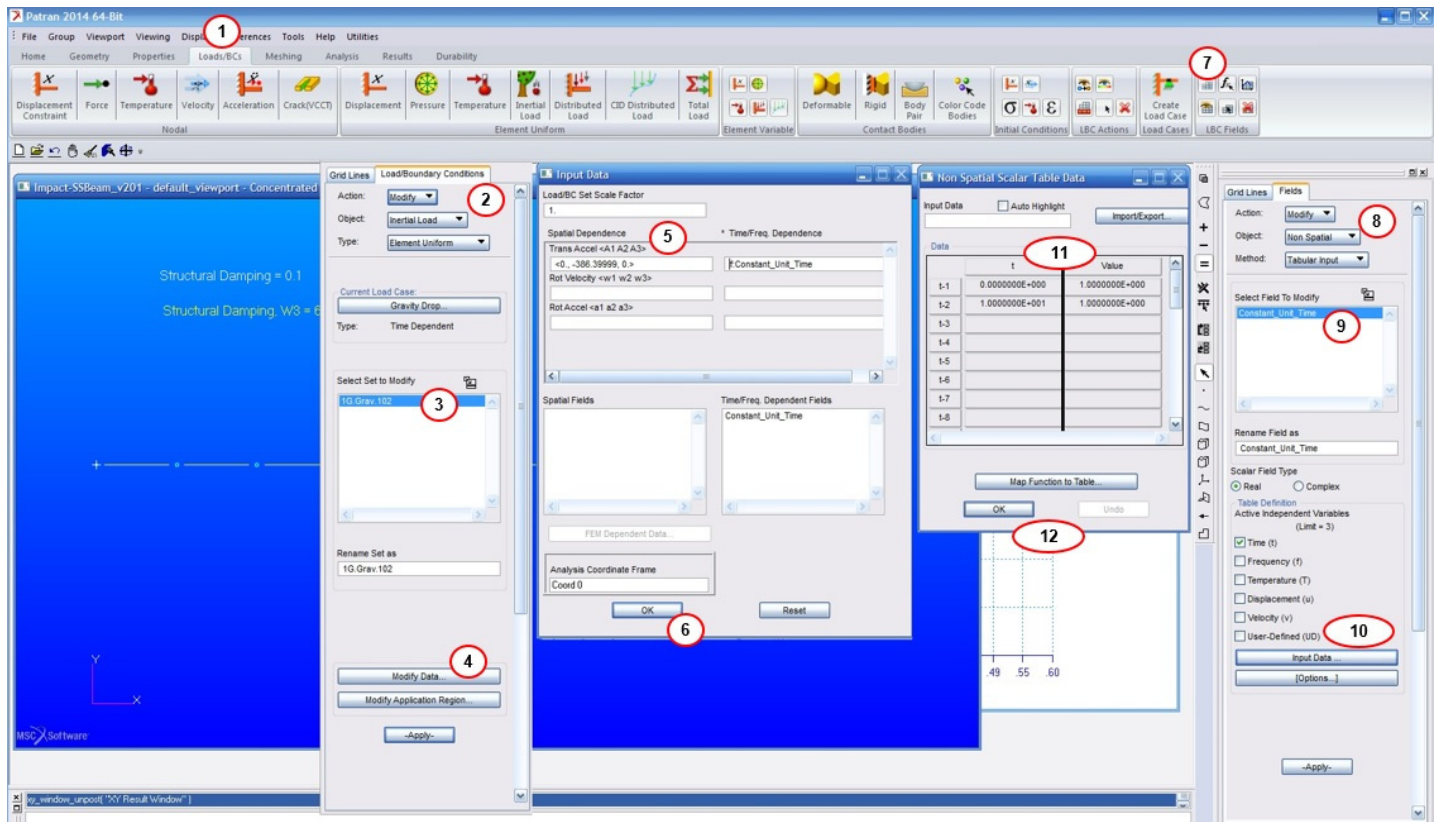 Patran 2014 64-Bit
File Group Viewport Viewing Tools Help Utilities
1
Home Geometry Properties Loads/BCs Meshing Analysis Results Durability
7
Displacement Constraint
Force
Temperature
Velocity
Acceleration
Crack(VCCT)
Nodal
Displacement
Pressure
Temperature
Inertial Load
Distributed Load
CID Distributed Load
Total Load
Element Uniform
Element Variable
Deformable
Rigid
Body Pair
Color Code Bodies
Contact Bodies
Initial Conditions
LBC Actions
Create Load Case
Load Cases
LBC Fields
Impact-SSBeam_v201 - default_viewport - Concentrated
Structural Damping = 0.1
Structural Damping, W3 = 6
Y
X
MSC Software
Grid Lines Load/Boundary Conditions
Action: Modify
2
Object: Inertial Load
Type: Element Uniform
Current Load Case:
Gravity Drop...
Type: Time Dependent
Select Set to Modify
1G.Grav.102
3
Rename Set as
1G.Grav.102
4
Modify Data...
Modify Application Region...
-Apply-
Input Data
Load/BC Set Scale Factor
1.
Spatial Dependence * Time/Freq. Dependence
5
Trans Accel <A1 A2 A3>
<0., -386.39999, 0.> f:Constant_Unit_Time
Rot Velocity <w1 w2 w3>
Rot Accel <a1 a2 a3>
Spatial Fields Time/Freq. Dependent Fields
Constant_Unit_Time
FEM Dependent Data...
Analysis Coordinate Frame
Coord 0
OK Reset
6
Non Spatial Scalar Table Data
Input Data Auto Highlight
Import/Export...
Data
11
t Value
t-1 0.0000000E+000 1.0000000E+000
t-2 1.0000000E+001 1.0000000E+000
t-3
t-4
t-5
t-6
t-7
t-8
Map Function to Table...
OK Undo
12
.49 .55 .60
Grid Lines Fields
Action: Modify
8
Object: Non Spatial
Method: Tabular Input
Select Field To Modify
Constant_Unit_Time
9
Rename Field as
Constant_Unit_Time
Scalar Field Type
Real Complex
Table Definition
Active Independent Variables
(Limit = 3)
Time (t)
Frequency (f)
Temperature (T)
Displacement (u)
Velocity (v)
User-Defined (UD)
10
Input Data ...
[Options...]
-Apply-
xy_window_unpost( "XY Result Window" )